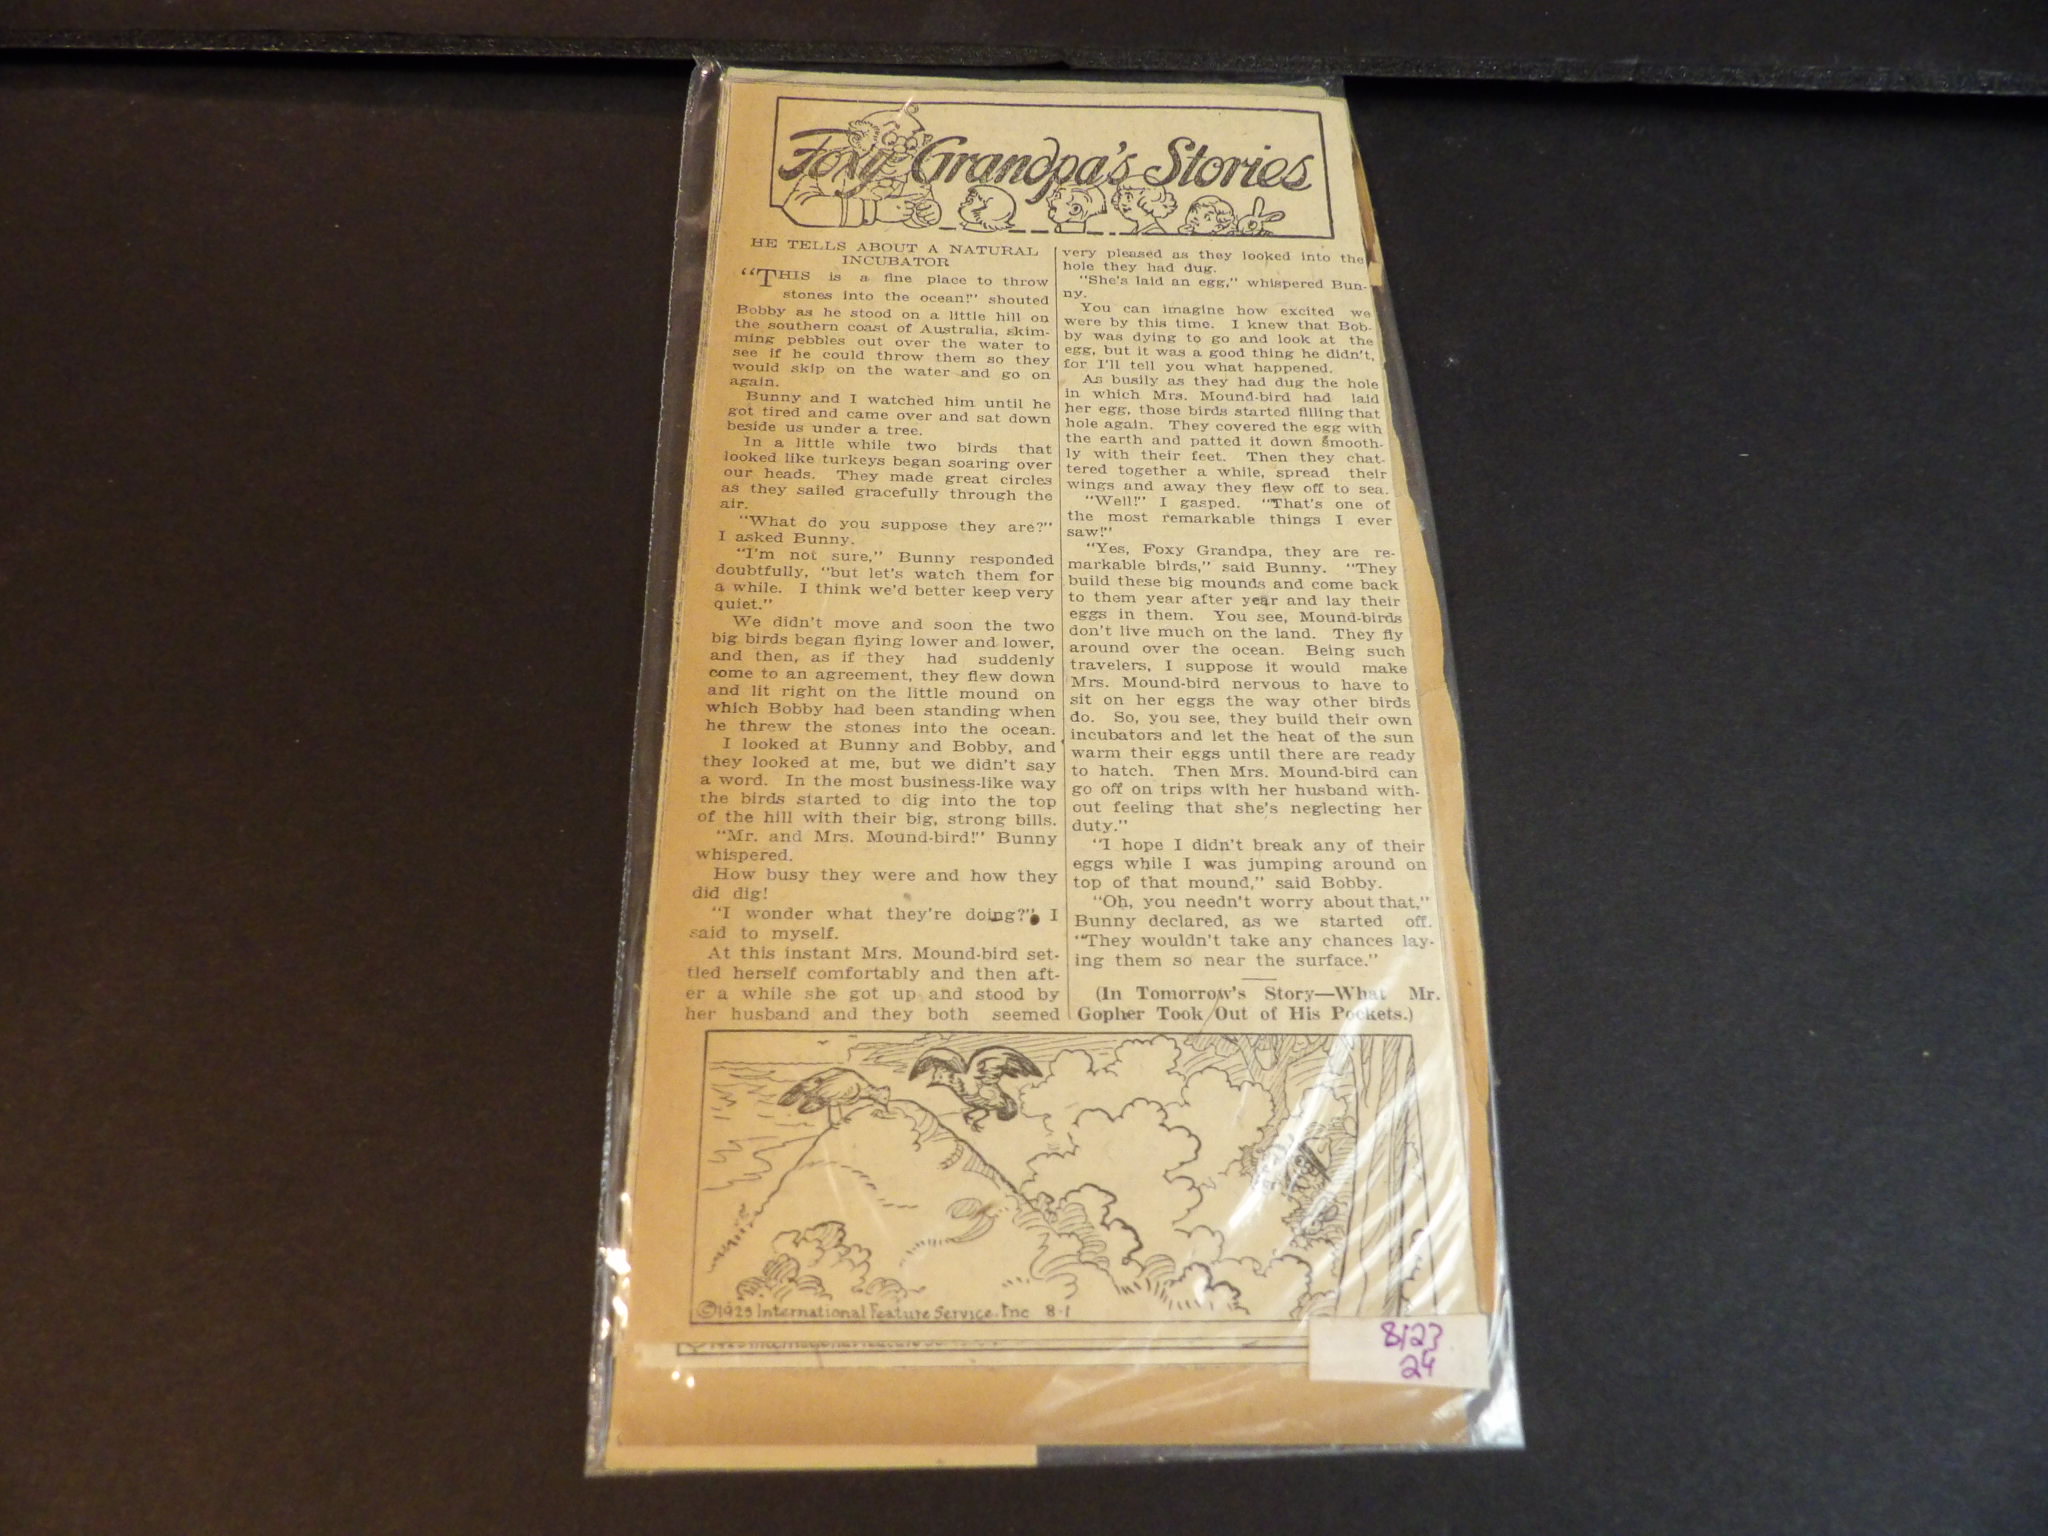 Foxy Grandpa's Stories
HE TELLS ABOUT A NATURAL
INCUBATOR
"THIS is a fine place to throw
stones into the ocean!" shouted
Bobby as he stood on a little hill on
the southern coast of Australia, skim-
ming pebbles out over the water to
see if he could throw them so they
would skip on the water and go on
again.
Bunny and I watched him until he
got tired and came over and sat down
beside us under a tree.
In a little while two birds that
looked like turkeys began soaring over
our heads. They made great circles
as they sailed gracefully through the
air.
"What do you suppose they are?"
I asked Bunny.
"I'm not sure," Bunny responded
doubtfully, "but let's watch them for
a while. I think we'd better keep very
quiet."
We didn't move and soon the two
big birds began flying lower and lower,
and then, as if they had suddenly
come to an agreement, they flew down
and lit right on the little mound on
which Bobby had been standing when
he threw the stones into the ocean.
I looked at Bunny and Bobby, and
they looked at me, but we didn't say
a word. In the most business-like way
the birds started to dig into the top
of the hill with their big, strong bills.
"Mr. and Mrs. Mound-bird!" Bunny
whispered.
How busy they were and how they
did dig!
"I wonder what they're doing?" I
said to myself.
At this instant Mrs. Mound-bird set-
tled herself comfortably and then aft-
er a while she got up and stood by
her husband and they both seemed
very pleased as they looked into the
hole they had dug.
"She's laid an egg," whispered Bun-
ny.
You can imagine how excited we
were by this time. I knew that Bob-
by was dying to go and look at the
egg, but it was a good thing he didn't,
for I'll tell you what happened.
As busily as they had dug the hole
in which Mrs. Mound-bird had laid
her egg, those birds started filling that
hole again. They covered the egg with
the earth and patted it down smooth-
ly with their feet. Then they chat-
tered together a while, spread their
wings and away they flew off to sea.
"Well!" I gasped. "That's one of
the most remarkable things I ever
saw!"
"Yes, Foxy Grandpa, they are re-
markable birds," said Bunny. "They
build these big mounds and come back
to them year after year and lay their
eggs in them. You see, Mound-birds
don't live much on the land. They fly
around over the ocean. Being such
travelers, I suppose it would make
Mrs. Mound-bird nervous to have to
sit on her eggs the way other birds
do. So, you see, they build their own
incubators and let the heat of the sun
warm their eggs until there are ready
to hatch. Then Mrs. Mound-bird can
go off on trips with her husband with-
out feeling that she's neglecting her
duty."
"I hope I didn't break any of their
eggs while I was jumping around on
top of that mound," said Bobby.
"Oh, you needn't worry about that,"
Bunny declared, as we started off.
"They wouldn't take any chances lay-
ing them so near the surface."
(In Tomorrow's Story—What Mr.
Gopher Took Out of His Pockets.)
©1923 International Feature Service, Inc 8-1
8/23